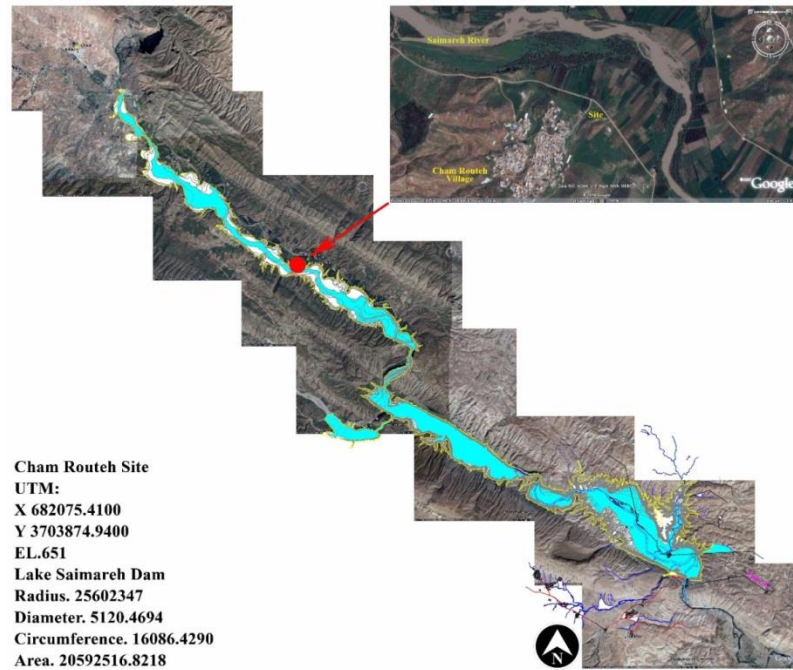 Saimareh River
Site
Cham Routeh
Village
Google
Cham Routeh Site
UTM:
X 682075.4100
Y 3703874.9400
EL.651
Lake Saimareh Dam
Radius. 25602347
Diameter. 5120.4694
Circumference. 16086.4290
Area. 20592516.8218
N